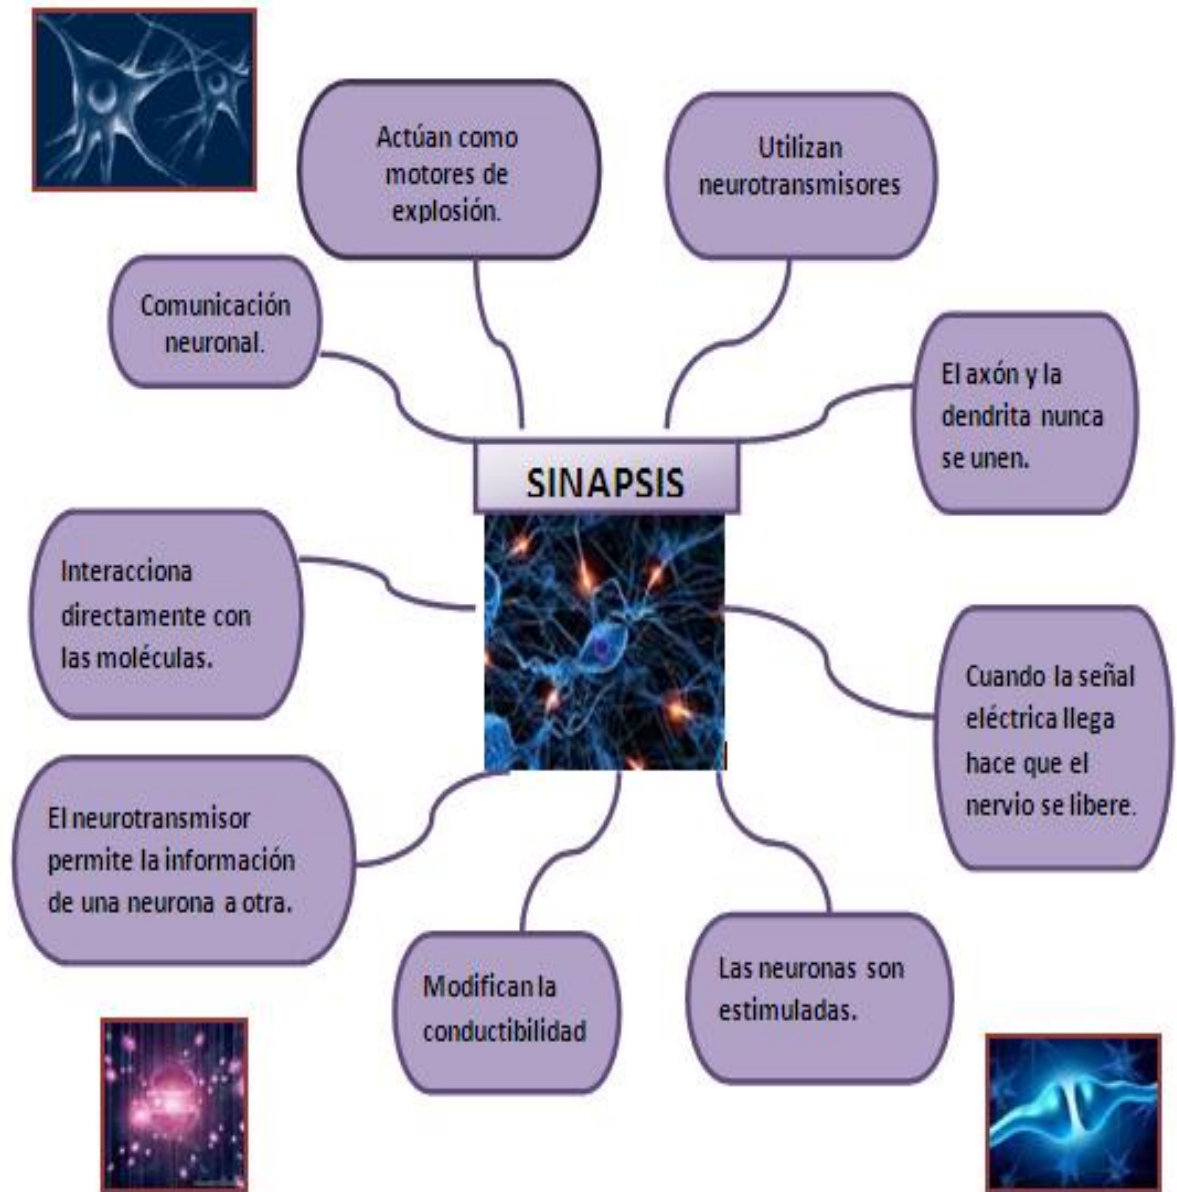 Actúan como
motores de
explosión.
Utilizan
neurotransmisores
Comunicación
neuronal.
El axón y la
dendrita nunca
se unen.
SINAPSIS
Interacciona
directamente con
las moléculas.
Cuando la señal
eléctrica llega
hace que el
nervio se libere.
El neurotransmisor
permite la información
de una neurona a otra.
Modifican la
conductibilidad
Las neuronas son
estimuladas.